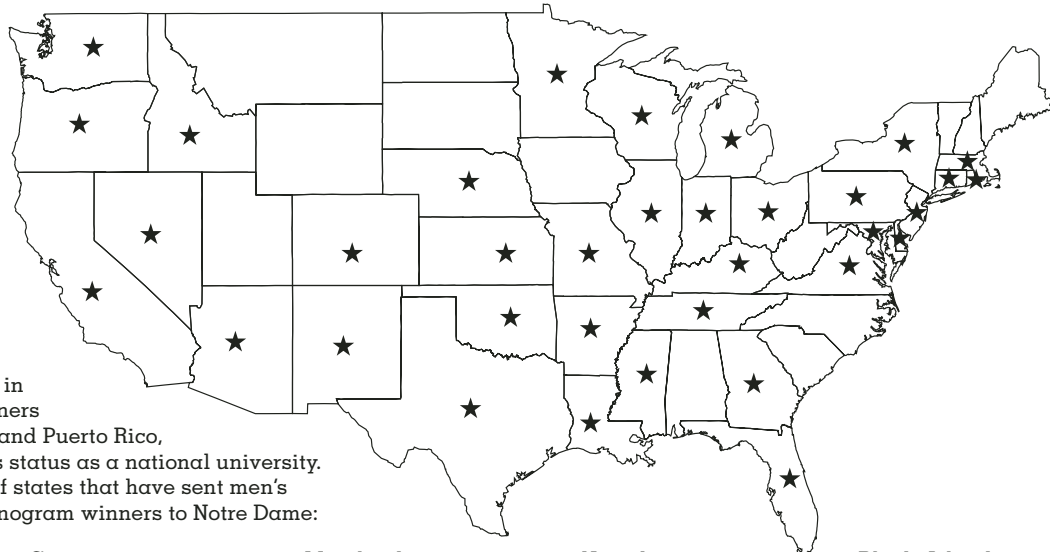 in
ners
and Puerto Rico,
s status as a national university.
f states that have sent men's
nogram winners to Notre Dame: